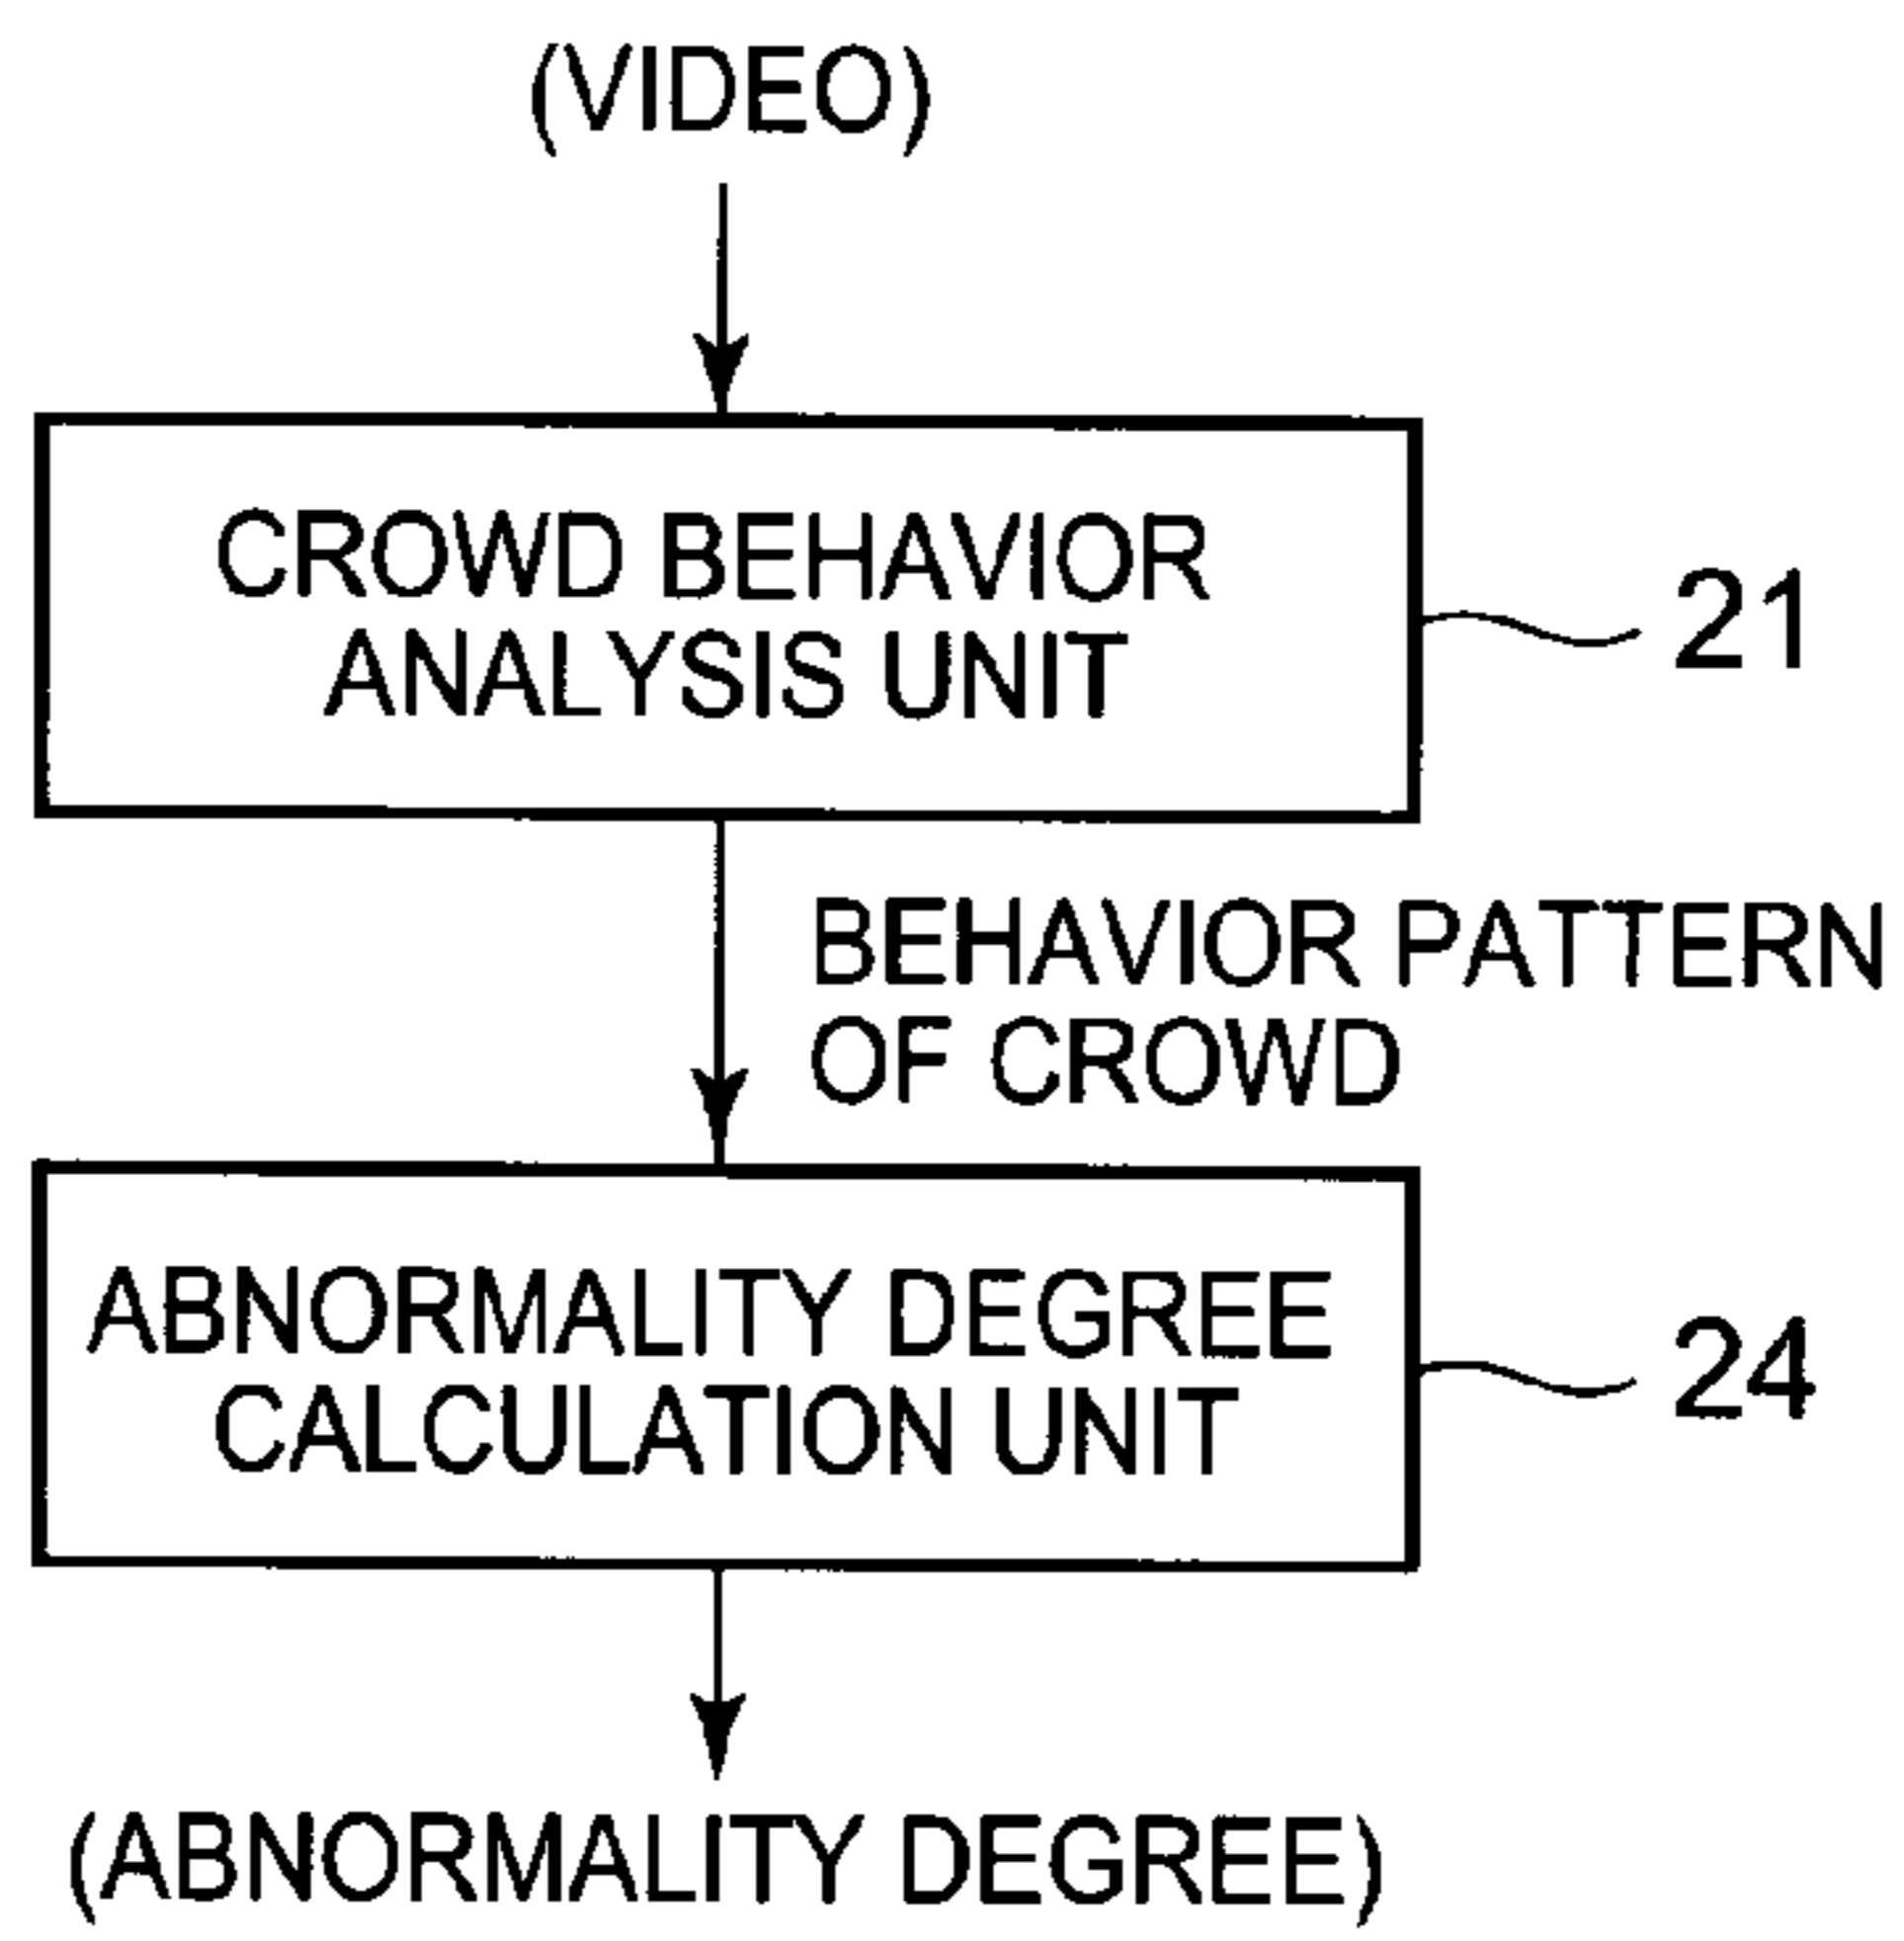 (VIDEO)
CROWD BEHAVIOR
ANALYSIS UNIT
21
BEHAVIOR PATTERN
OF CROWD
ABNORMALITY DEGREE
CALCULATION UNIT
24
(ABNORMALITY DEGREE)